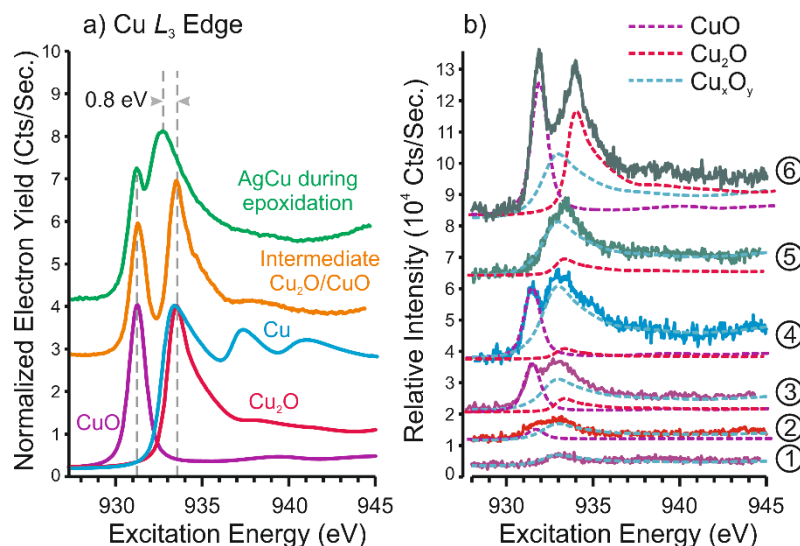 a) Cu L₃ Edge
10
9
8
7
6
5
4
3
2
1
0
Normalized Electron Yield (Cts/Sec.)
0.8 eV
AgCu during
epoxidation
Intermediate
Cu₂O/CuO
Cu
CuO
Cu₂O
930 935 940 945
Excitation Energy (eV)
b)
CuO
Cu₂O
CuₓOᵧ
13
12
11
10
9
8
7
6
5
4
3
2
1
0
Relative Intensity (10⁴ Cts/Sec.)
6
5
4
3
2
1
930 935 940 945
Excitation Energy (eV)